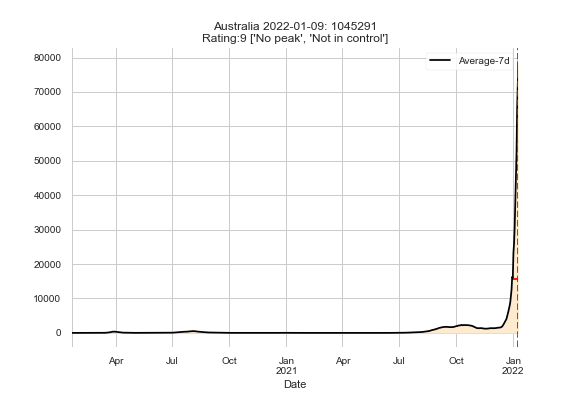 Australia 2022-01-09: 1045291
Rating:9 ['No peak', 'Not in control']
Average-7d
80000
70000
60000
50000
40000
30000
20000
10000
0
Apr Jul Oct Jan Apr Jul Oct Jan
2021 2022
Date